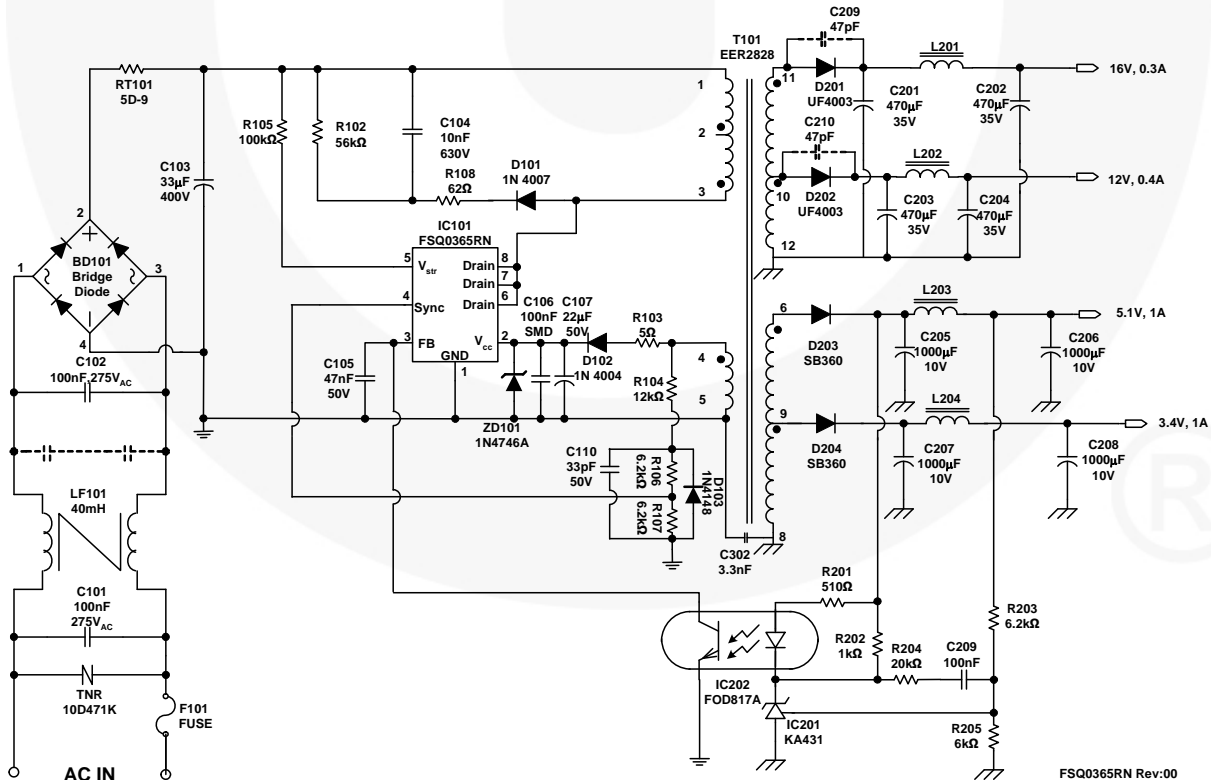 C209
47pF
T101
EER2828
L201
11
16V, 0.3A
RT101
5D-9
D201
UF4003
C201
470μF
35V
C202
470μF
35V
1
R105
100kΩ
R102
56kΩ
C104
10nF
630V
2
C210
47pF
L202
C103
33μF
400V
R108
62Ω
D101
1N 4007
3
10
D202
UF4003
12V, 0.4A
C203
470μF
35V
C204
470μF
35V
2
IC101
FSQ0365RN
12
1
BD101
Bridge
Diode
3
5
Vstr
Drain
8
Drain
7
4
Sync
Drain
6
C106
100nF
SMD
C107
22μF
50V
R103
5Ω
L203
6
5.1V, 1A
3
FB
Vcc
2
D203
SB360
C205
1000μF
10V
C206
1000μF
10V
4
C102
100nF,275VAC
C105
47nF
50V
GND
1
D102
1N 4004
4
R104
12kΩ
5
L204
9
3.4V, 1A
ZD101
1N4746A
D204
SB360
C207
1000μF
10V
C208
1000μF
10V
C110
33pF
50V
R106
6.2kΩ
D103
1N4148
R107
6.2kΩ
LF101
40mH
8
C302
3.3nF
R201
510Ω
C101
100nF
275VAC
R203
6.2kΩ
R202
1kΩ
R204
20kΩ
C209
100nF
TNR
10D471K
F101
FUSE
IC202
FOD817A
IC201
KA431
R205
6kΩ
AC IN
FSQ0365RN Rev:00
R